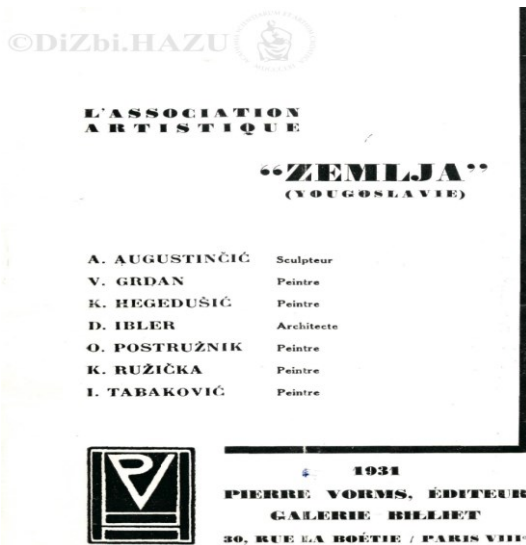 ©DiZbi.HAZU
L'ASSOCIATION
ARTISTIQUE
“ZEMLJA”
(YOUGOSLAVIE)
A. AUGUSTINČIĆ Sculpteur
V. GRDAN Peintre
K. HEGEDUŠIĆ Peintre
D. IBLER Architecte
O. POSTRUŽNIK Peintre
K. RUŽIČKA Peintre
I. TABAKOVIĆ Peintre
PV
1931
PIERRE VORMS, ÉDITEUR
GALERIE BILLIET
30, RUE LA BOÉTIE / PARIS VIII